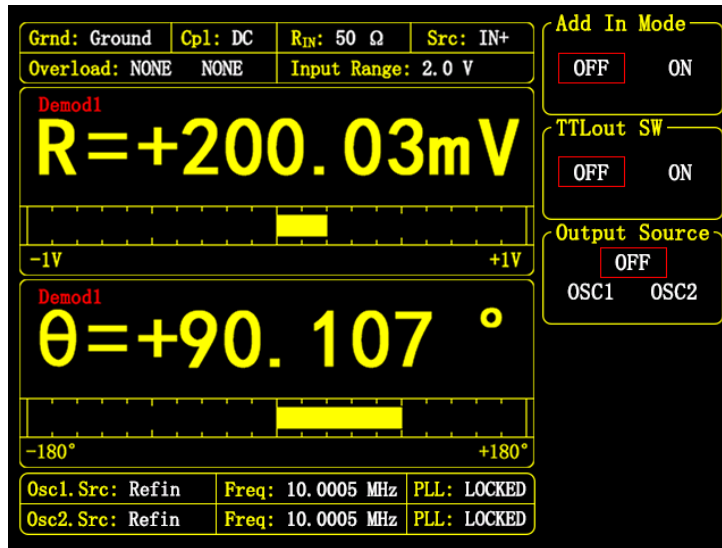 Grnd: Ground Cpl: DC R_IN: 50 Ω Src: IN+
Overload: NONE NONE Input Range: 2.0 V
Demod1
R=+200.03mV
-1V +1V
Demod1
θ=+90.107 °
-180° +180°
Osc1.Src: Refin Freq: 10.0005 MHz PLL: LOCKED
Osc2.Src: Refin Freq: 10.0005 MHz PLL: LOCKED
Add In Mode
OFF ON
TTLout SW
OFF ON
Output Source
OFF
OSC1 OSC2